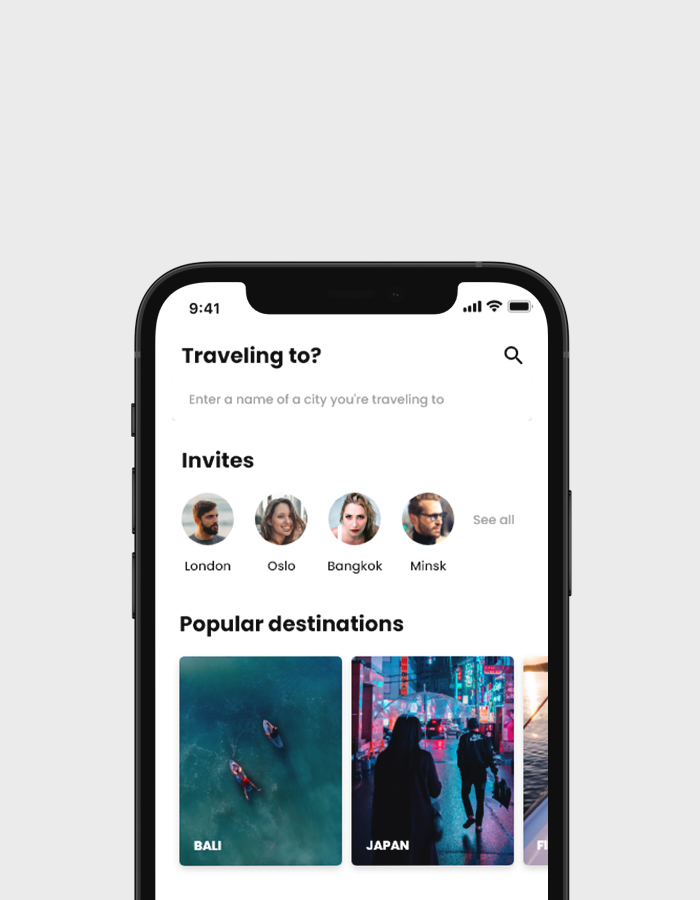 9:41
Traveling to?
Enter a name of a city you're traveling to
Invites
See all
London Oslo Bangkok Minsk
Popular destinations
BALI JAPAN FI